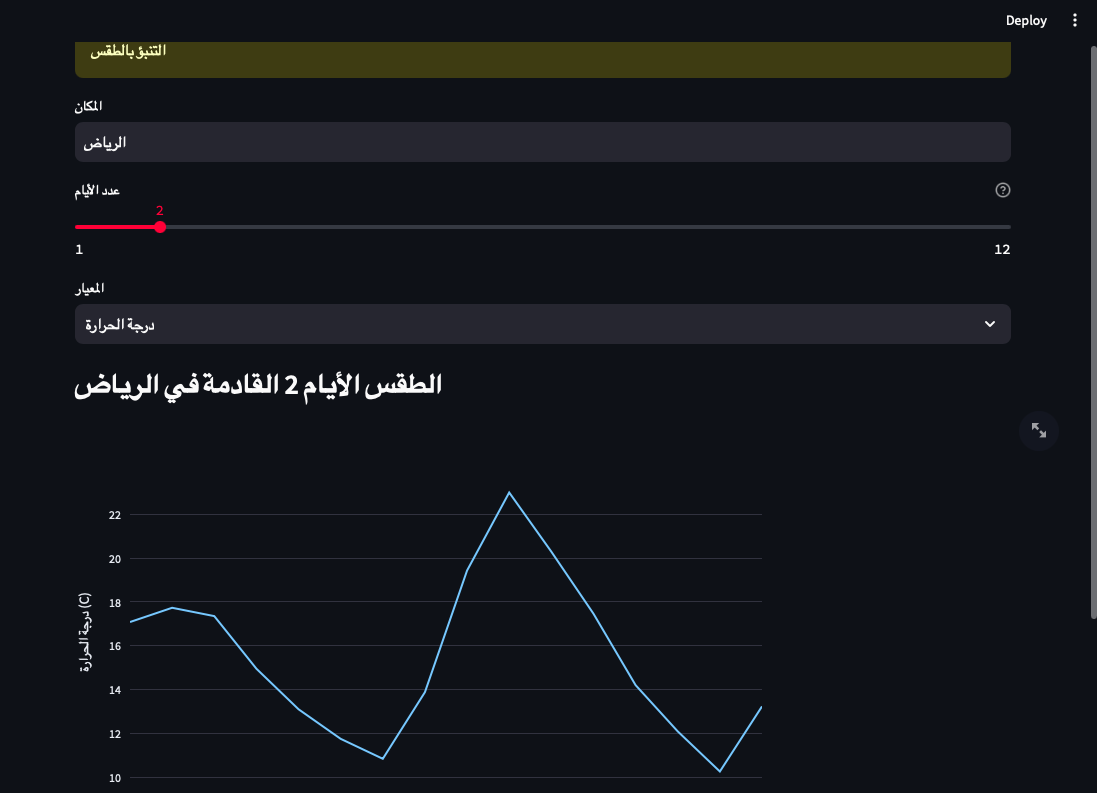 Deploy
التنبؤ بالطقس
المكان
الرياض
عدد الأيام
2
1
12
المعيار
درجة الحرارة
الطقس الأيام 2 القادمة في الرياض
22
20
18
16
14
12
10
درجة الحرارة (C)